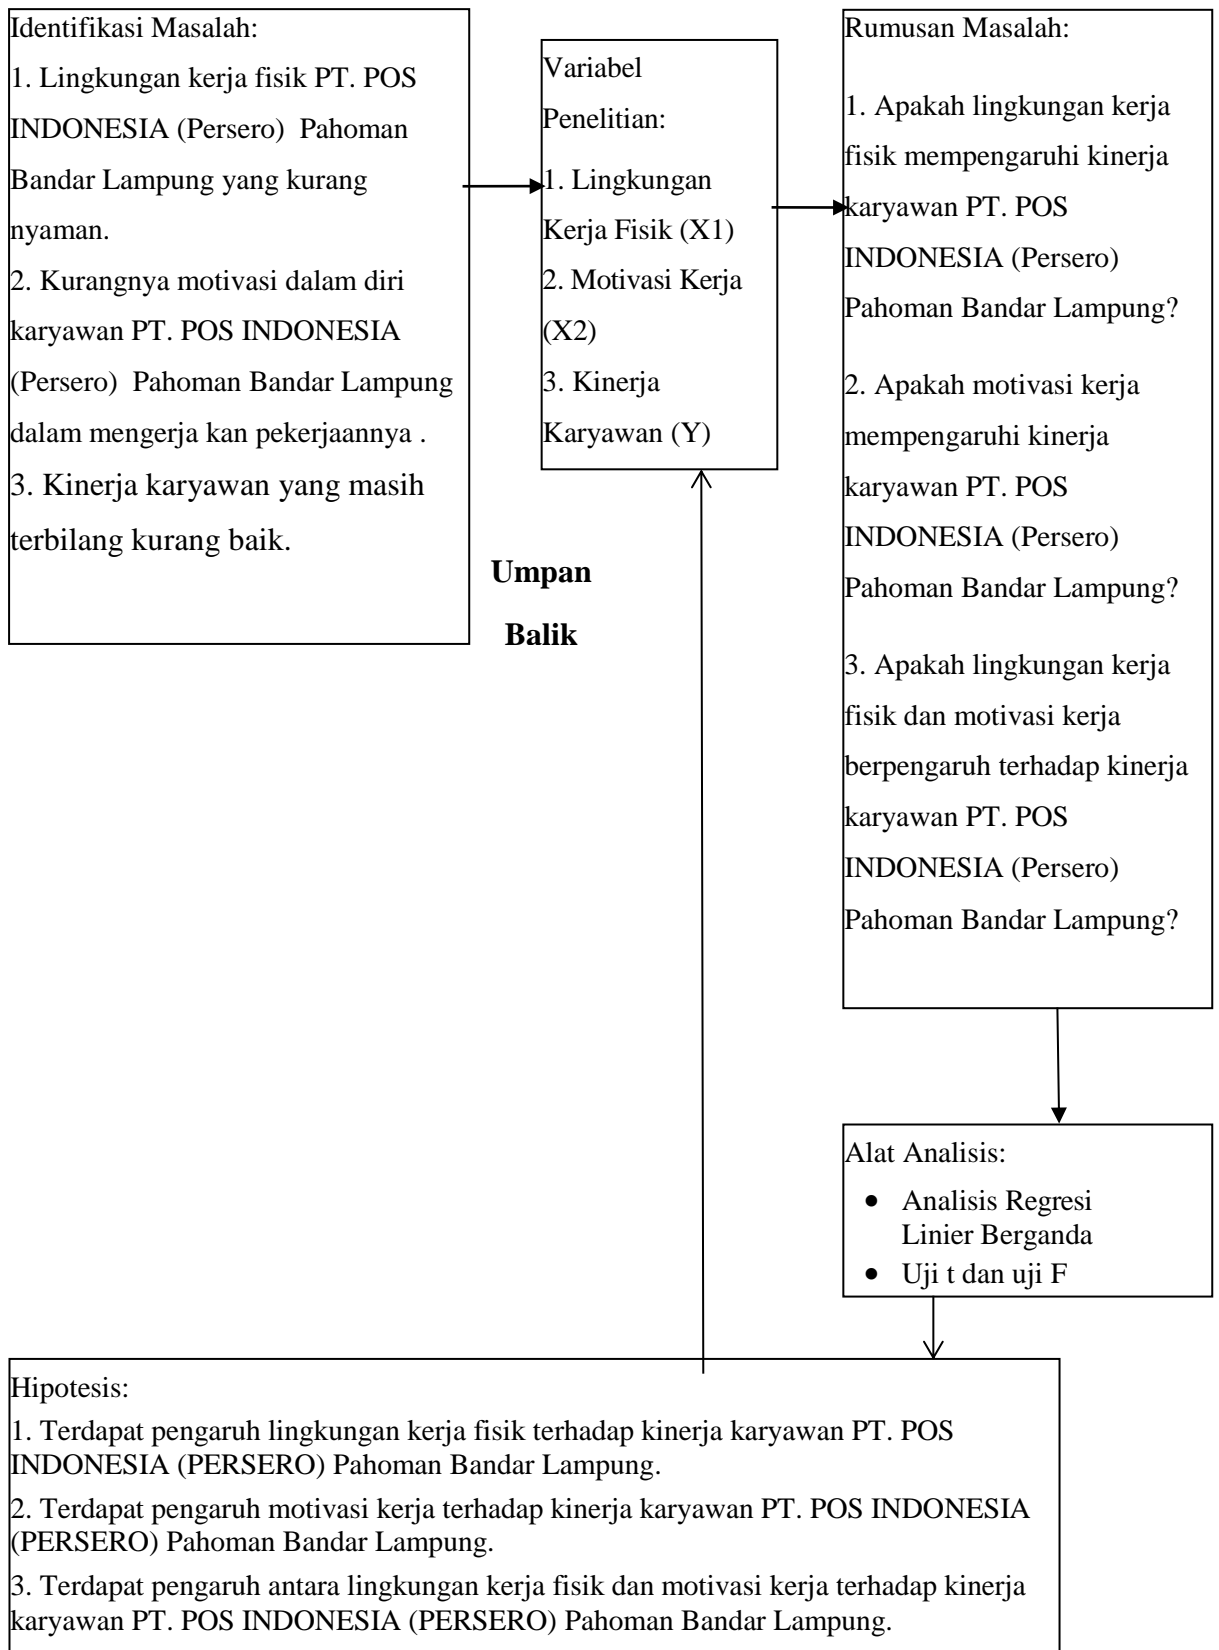 Identifikasi Masalah:
1. Lingkungan kerja fisik PT. POS
INDONESIA (Persero)  Pahoman
Bandar Lampung yang kurang
nyaman.
2. Kurangnya motivasi dalam diri
karyawan PT. POS INDONESIA
(Persero)  Pahoman Bandar Lampung
dalam mengerja kan pekerjaannya .
3. Kinerja karyawan yang masih
terbilang kurang baik.
Variabel
Penelitian:
1. Lingkungan
Kerja Fisik (X1)
2. Motivasi Kerja
(X2)
3. Kinerja
Karyawan (Y)
Umpan
Balik
Rumusan Masalah:
1. Apakah lingkungan kerja
fisik mempengaruhi kinerja
karyawan PT. POS
INDONESIA (Persero)
Pahoman Bandar Lampung?
2. Apakah motivasi kerja
mempengaruhi kinerja
karyawan PT. POS
INDONESIA (Persero)
Pahoman Bandar Lampung?
3. Apakah lingkungan kerja
fisik dan motivasi kerja
berpengaruh terhadap kinerja
karyawan PT. POS
INDONESIA (Persero)
Pahoman Bandar Lampung?
Alat Analisis:
• Analisis Regresi
Linier Berganda
• Uji t dan uji F
Hipotesis:
1. Terdapat pengaruh lingkungan kerja fisik terhadap kinerja karyawan PT. POS
INDONESIA (PERSERO) Pahoman Bandar Lampung.
2. Terdapat pengaruh motivasi kerja terhadap kinerja karyawan PT. POS INDONESIA
(PERSERO) Pahoman Bandar Lampung.
3. Terdapat pengaruh antara lingkungan kerja fisik dan motivasi kerja terhadap kinerja
karyawan PT. POS INDONESIA (PERSERO) Pahoman Bandar Lampung.